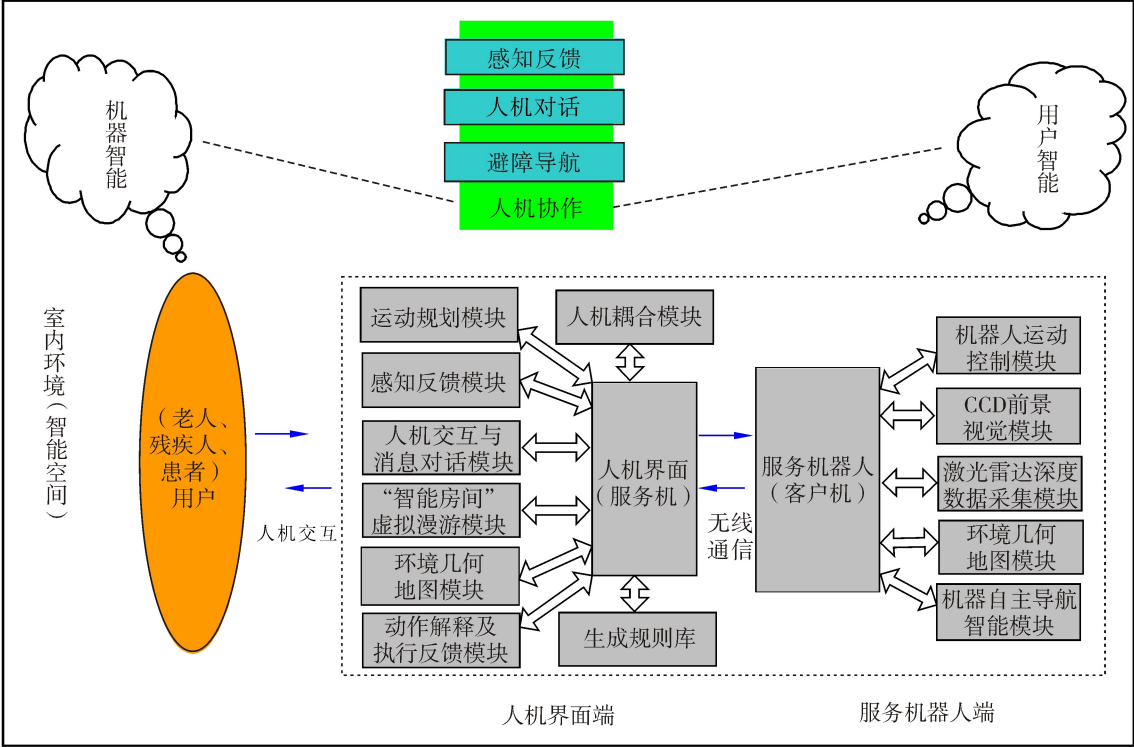 感知反馈
人机对话
避障导航
人机协作
机器智能
用户智能
室内环境(智能空间)
(老人、
残疾人、
患者)
用户
人机交互
运动规划模块
感知反馈模块
人机交互与
消息对话模块
“智能房间”
虚拟漫游模块
环境几何
地图模块
动作解释及
执行反馈模块
人机耦合模块
人机界面
(服务机)
生成规则库
无线
通信
服务机器人
(客户机)
机器人运动
控制模块
CCD前景
视觉模块
激光雷达深度
数据采集模块
环境几何
地图模块
机器自主导航
智能模块
人机界面端
服务机器人端